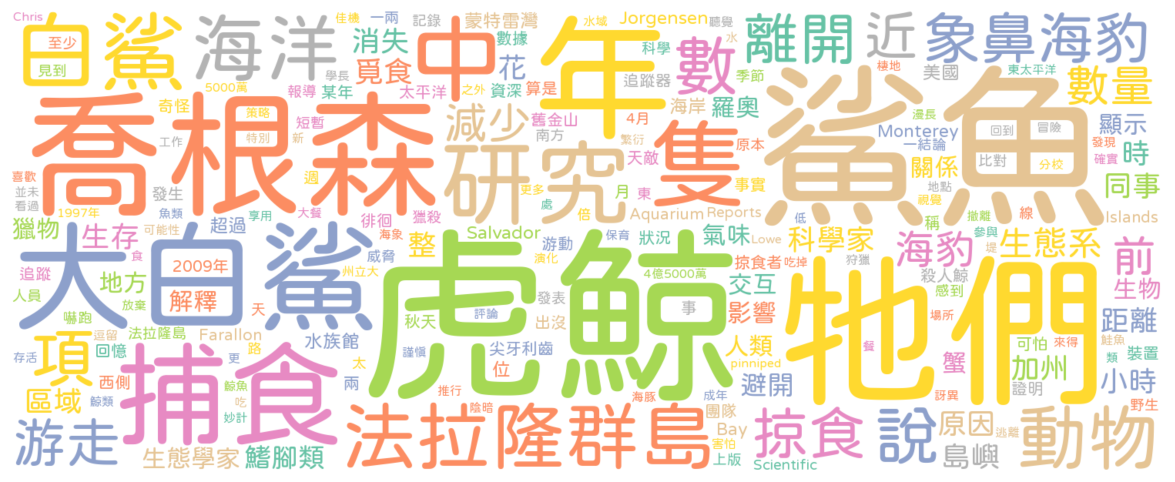 Chris
至少
白鯊
見到
海洋
佳機
一兩
記錄
蒙特雷灣
Jorgensen
聽覺
水域
水
離開
近
象鼻海豹
消失
學長
數據
中
年
科學
數
棲地
美國
東太平洋
5000萬
覓食
花
追蹤器
季節
數量
奇怪
報導
某年
太平洋
之外
資深
算是
海岸
羅奧
漫長
喬根森
策略
短暫
減少
舊金山
4月
Monterey
回到
冒險
顯示
工作
特別
新
南方
繁衍
原本
隻
鯊魚
一結論
發現
天敵
比對
分校
確實
時
喜歡
並未
看過
發生
週
研究
事實
關係
地點
視覺
同事
1997年
魚類
享用
大餐
徘徊
獵殺
月
東
更多
處
倍
Aquarium
Reports
低
稱
撤離
線
參與
堤
Islands
獵物
生存
可能性
食
超過
海象
Salvador
游動
保育
狀況
氣味
Lowe
科學家
海豹
生態系
前
大白鯊
虎鯨
牠們
追蹤
2009年
威脅
整
演化
4億5000萬
掠食者
吃掉
狩獵
殺人鯨
生物
人員
地方
解釋
天
州立大
發表
事
交互
感到
嚇跑
放棄
法拉隆島
逗留
Farallon
秋天
評論
出沒
影響
場所
距離
項
回憶
更
路
水族館
謹慎
尖牙利齒
人類
可怕
來得
鮭魚
存活
西側
鯨魚
太
位
pinniped
餐
蟹
加州
類
裝置
區域
鯨類
吃
妙計
捕食
兩
推行
陰暗
海豚
成年
避開
證明
訝異
小時
野生
游走
生態學家
鰭腳類
法拉隆群島
團隊
Bay
害怕
上版
掠食
Scientific
說
原因
逃離
島嶼
動物